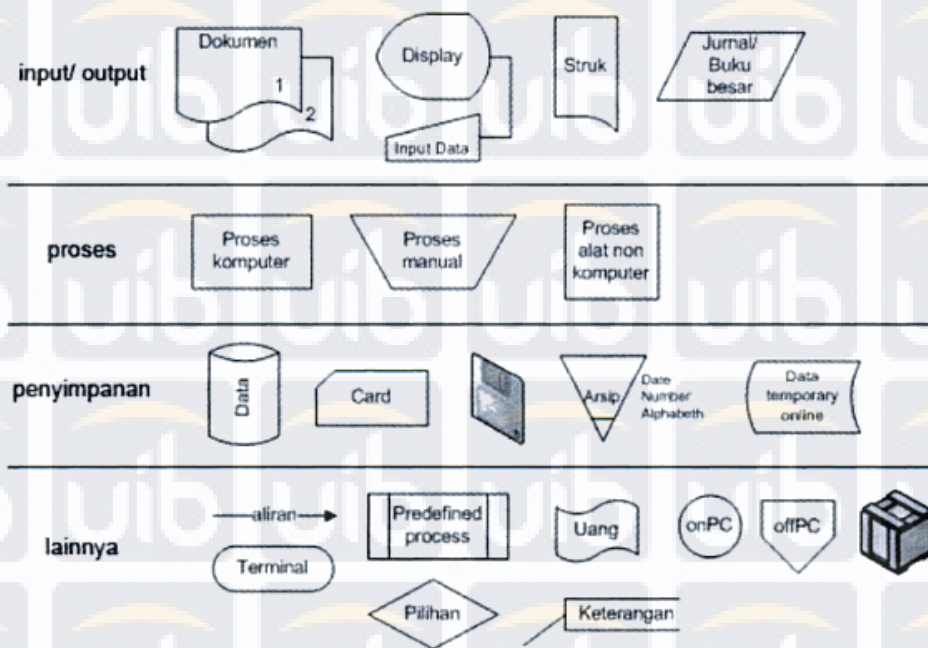 input/ output
Dokumen
1
2
Display
Input Data
Struk
Jurnal/
Buku
besar
proses
Proses
komputer
Proses
manual
Proses
alat non
komputer
penyimpanan
Data
Card
Arsip
Date
Number
Alphabeth
Data
temporary
online
lainnya
aliran
Terminal
Predefined
process
Uang
onPC
offPC
Pilihan
Keterangan
uib